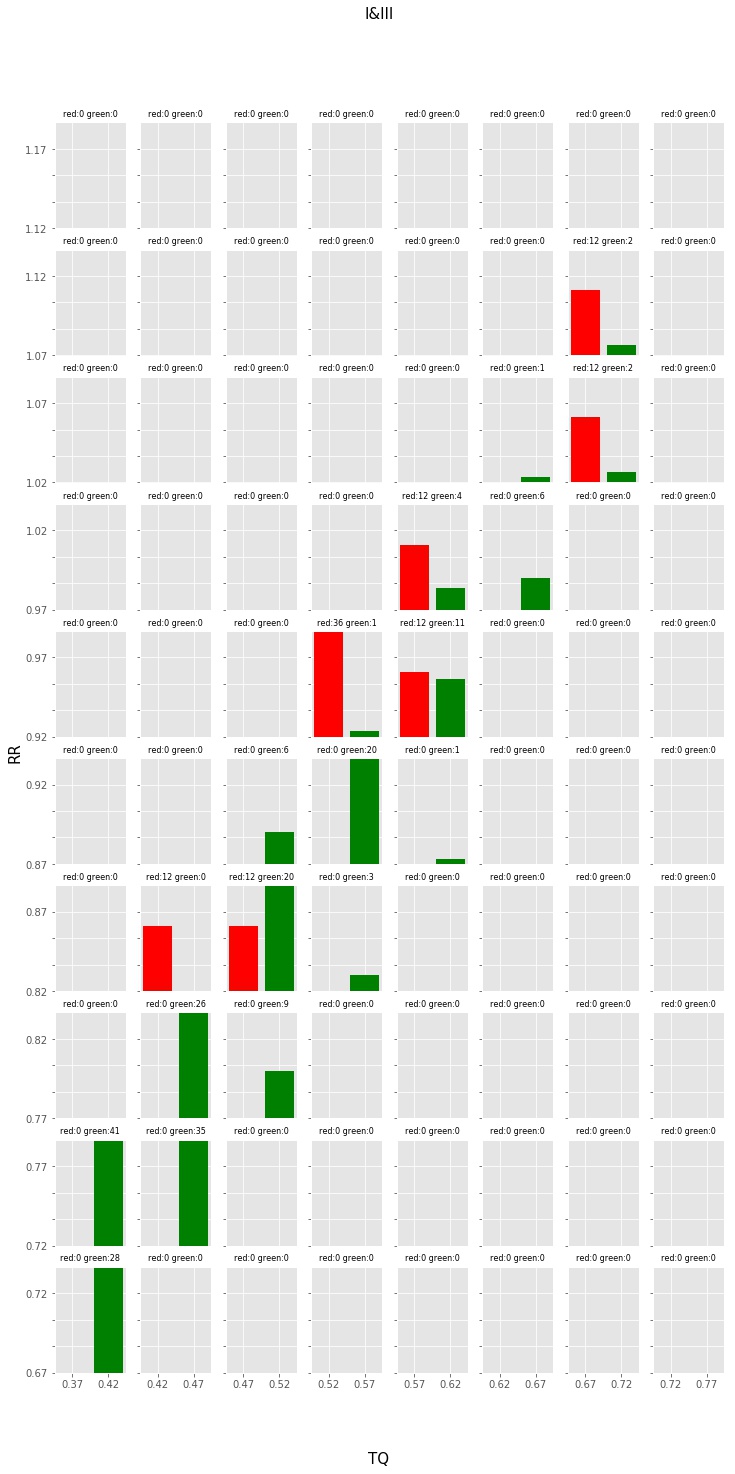 I&III
red:0 green:0 red:0 green:0 red:0 green:0 red:0 green:0 red:0 green:0 red:0 green:0 red:0 green:0 red:0 green:0
1.17
1.12
red:0 green:0 red:0 green:0 red:0 green:0 red:0 green:0 red:0 green:0 red:0 green:0 red:12 green:2 red:0 green:0
1.12
1.07
red:0 green:0 red:0 green:0 red:0 green:0 red:0 green:0 red:0 green:0 red:0 green:1 red:12 green:2 red:0 green:0
1.07
1.02
red:0 green:0 red:0 green:0 red:0 green:0 red:0 green:0 red:12 green:4 red:0 green:6 red:0 green:0 red:0 green:0
1.02
0.97
red:0 green:0 red:0 green:0 red:0 green:0 red:36 green:1 red:12 green:11 red:0 green:0 red:0 green:0 red:0 green:0
0.97
0.92
RR
red:0 green:0 red:0 green:0 red:0 green:6 red:0 green:20 red:0 green:1 red:0 green:0 red:0 green:0 red:0 green:0
0.92
0.87
red:0 green:0 red:12 green:0 red:12 green:20 red:0 green:3 red:0 green:0 red:0 green:0 red:0 green:0 red:0 green:0
0.87
0.82
red:0 green:0 red:0 green:26 red:0 green:9 red:0 green:0 red:0 green:0 red:0 green:0 red:0 green:0 red:0 green:0
0.82
0.77
red:0 green:41 red:0 green:35 red:0 green:0 red:0 green:0 red:0 green:0 red:0 green:0 red:0 green:0 red:0 green:0
0.77
0.72
red:0 green:28 red:0 green:0 red:0 green:0 red:0 green:0 red:0 green:0 red:0 green:0 red:0 green:0 red:0 green:0
0.72
0.67
0.37 0.42 0.42 0.47 0.47 0.52 0.52 0.57 0.57 0.62 0.62 0.67 0.67 0.72 0.72 0.77
TQ